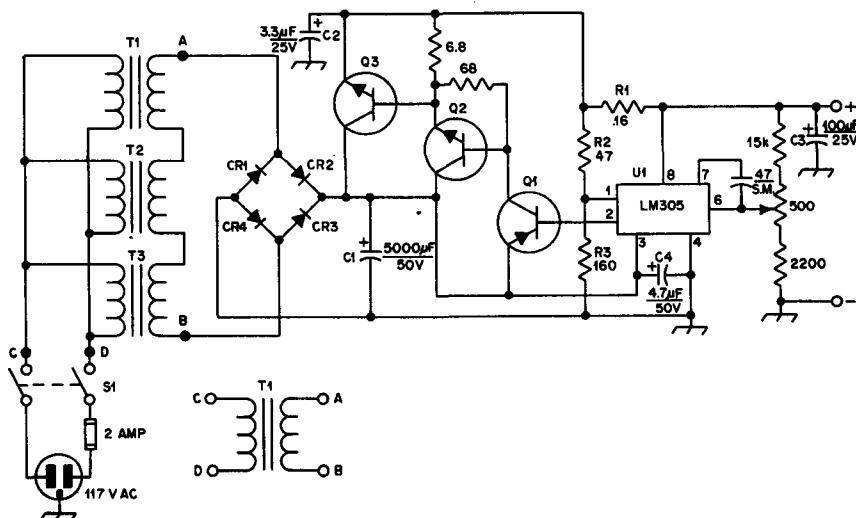 T1
A
3.3µF
25V
+
C2
Q3
6.8
68
Q2
R1
.16
+
T2
CR1
CR2
R2
47
15k
+
C3
100µF
25V
Q1
U1
8
7
47
S.M.
1
LM305
6
500
2
CR4
CR3
T3
C1
+
5000µF
50V
R3
160
3
4
+
C4
4.7µF
50V
2200
B
−
C
D
S1
2 AMP
117 V AC
C
T1
A
D
B